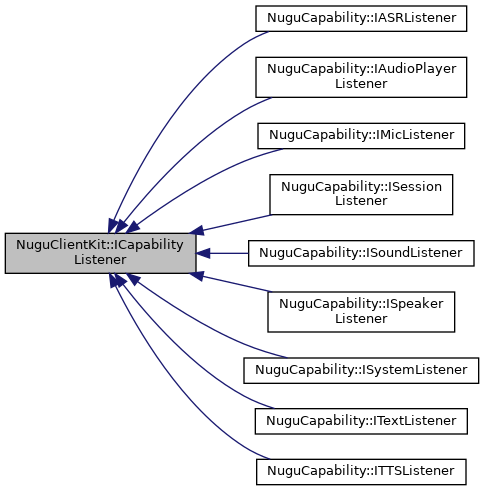 NuguCapability::IASRListener
NuguCapability::IAudioPlayer
Listener
NuguCapability::IMicListener
NuguCapability::ISession
Listener
NuguClientKit::ICapability
Listener
NuguCapability::ISoundListener
NuguCapability::ISpeaker
Listener
NuguCapability::ISystemListener
NuguCapability::ITextListener
NuguCapability::ITTSListener